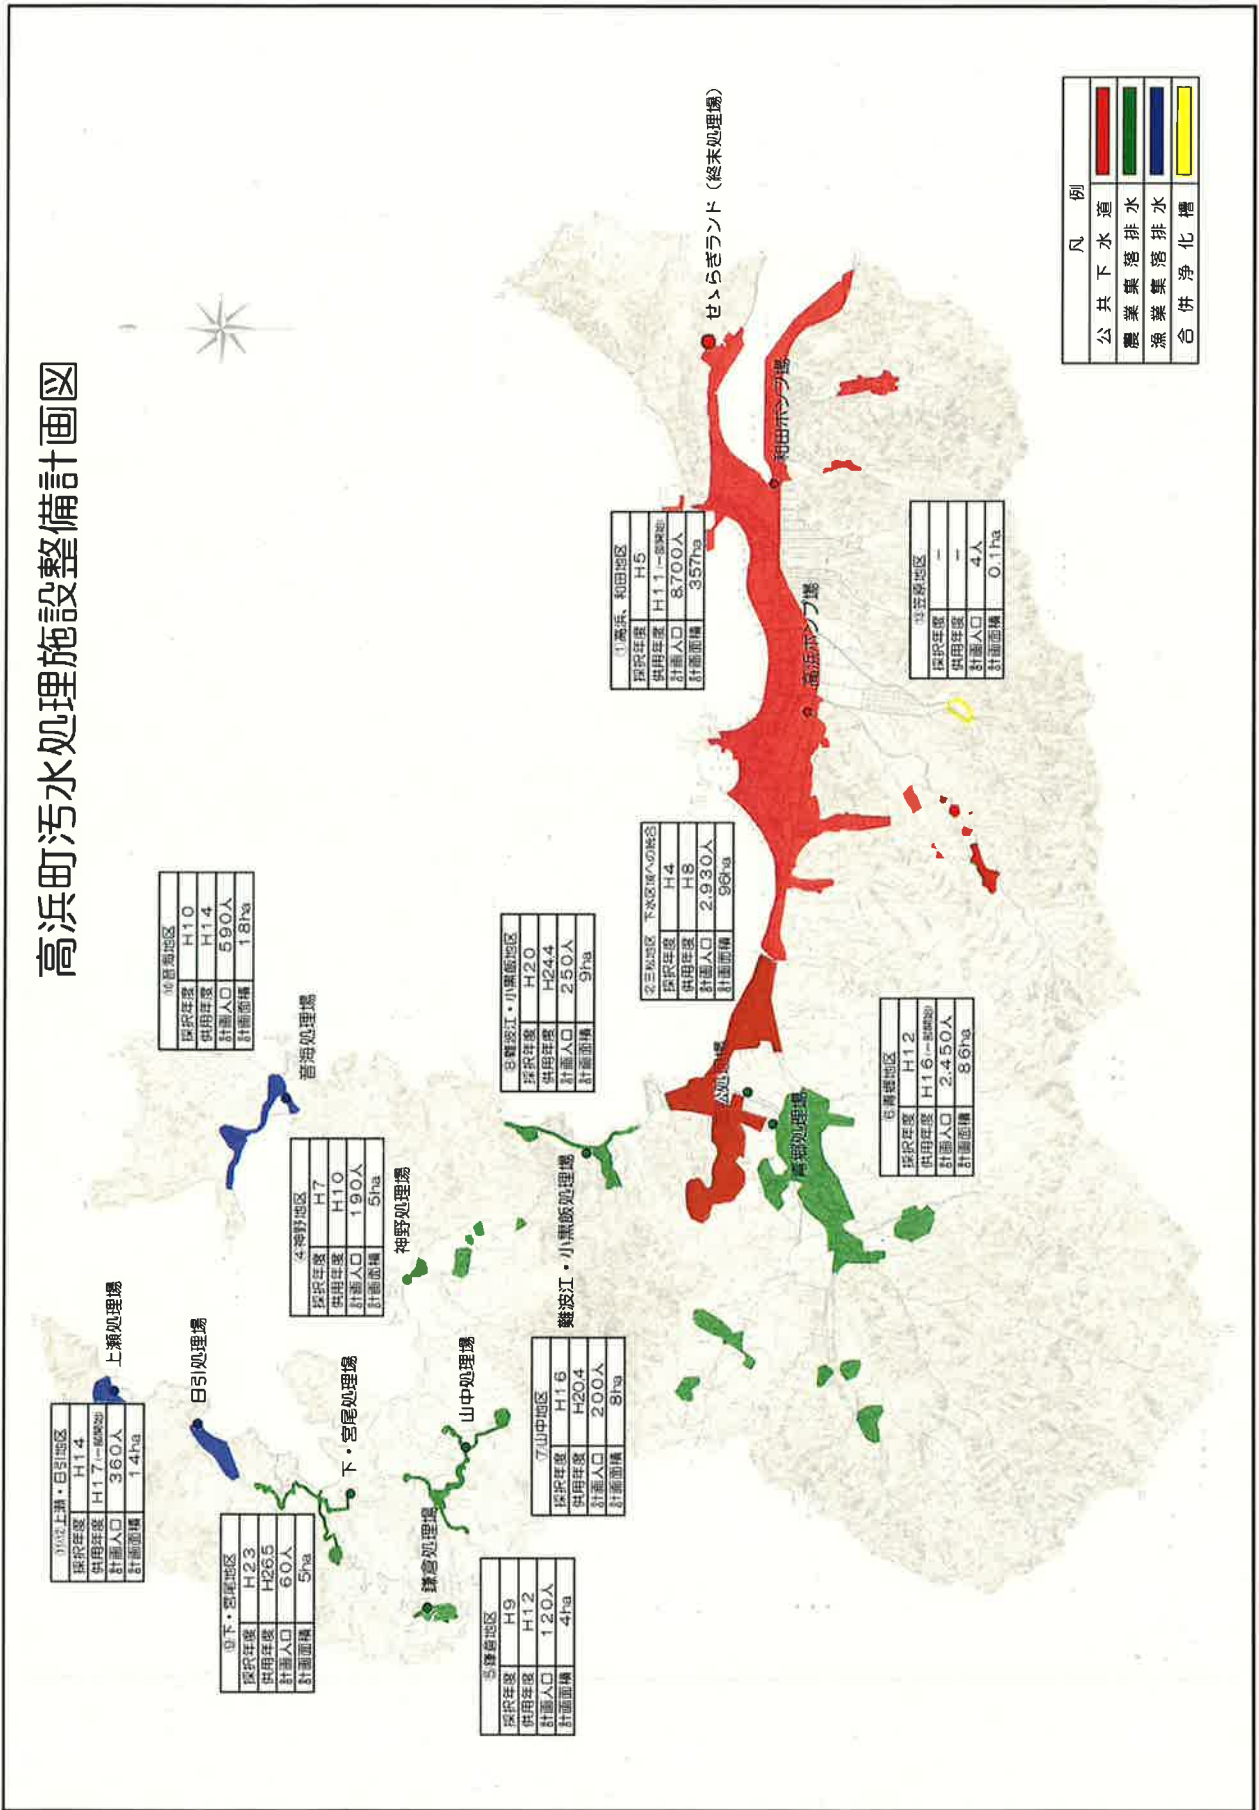 高浜町汚水処理施設整備計画図
⑪⑫上瀬・日引地区
採択年度 H14
供用年度 H17(一部開始)
計画人口 360人
計画面積 14ha
上瀬処理場
日引処理場
⑩音海地区
採択年度 H10
供用年度 H14
計画人口 590人
計画面積 18ha
音海処理場
⑨下・宮尾地区
採択年度 H23
供用年度 H26.5
計画人口 60人
計画面積 5ha
下・宮尾処理場
④神野地区
採択年度 H7
供用年度 H10
計画人口 190人
計画面積 5ha
神野処理場
鎌倉処理場
山中処理場
⑤鎌倉地区
採択年度 H9
供用年度 H12
計画人口 120人
計画面積 4ha
⑦山中地区
採択年度 H16
供用年度 H20.4
計画人口 200人
計画面積 8ha
⑧難波江・小黒飯地区
採択年度 H20
供用年度 H24.4
計画人口 250人
計画面積 9ha
難波江・小黒飯処理場
①高浜、和田地区
採択年度 H5
供用年度 H11(一部開始)
計画人口 8,700人
計画面積 357ha
せゝらぎランド（終末処理場）
②三松地区 下水区域への統合
採択年度 H4
供用年度 H8
計画人口 2,930人
計画面積 96ha
和田ポンプ場
高浜ポンプ場
青郷処理場
⑥青郷地区
採択年度 H12
供用年度 H16(一部開始)
計画人口 2,450人
計画面積 86ha
⑬笠原地区
採択年度 ー
供用年度 ー
計画人口 4人
計画面積 0.1ha
凡例
公共下水道
農業集落排水
漁業集落排水
合併浄化槽